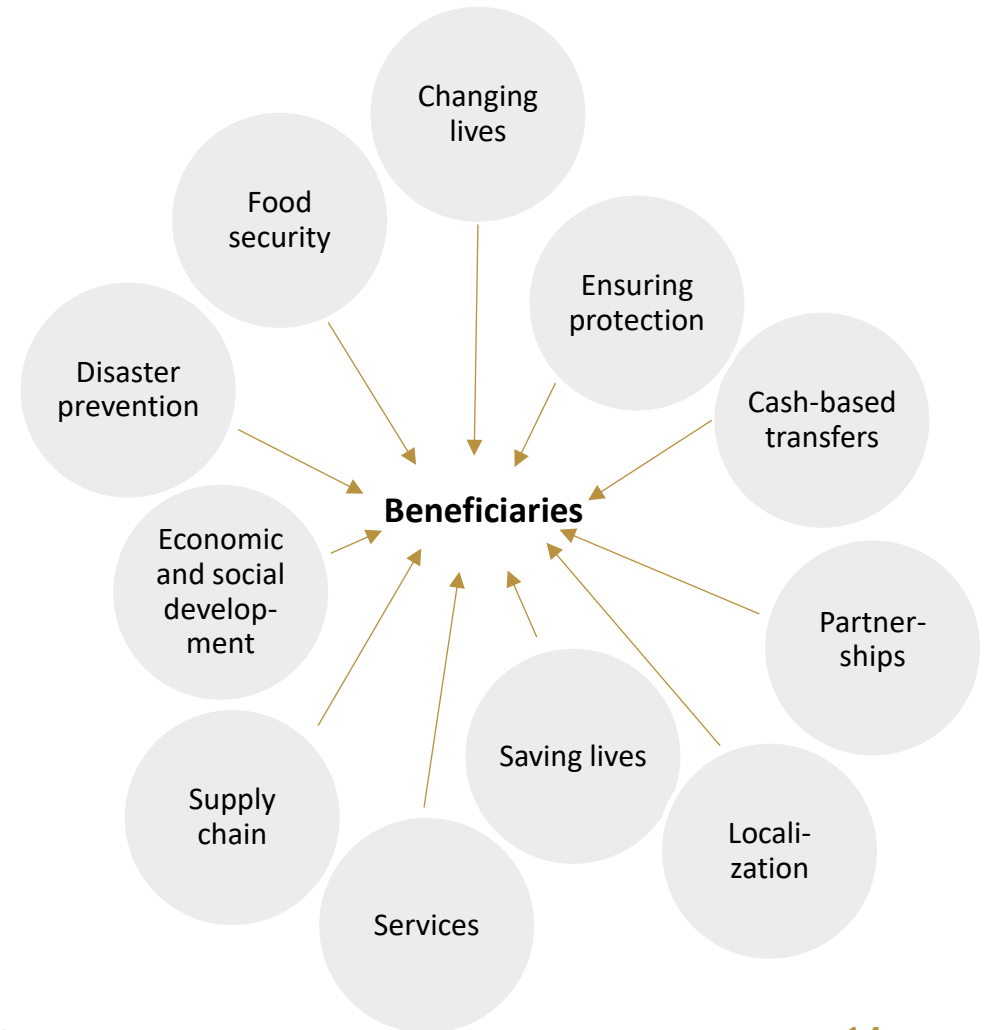 Changing
lives
Food
security
Ensuring
protection
Disaster
prevention
Cash-based
transfers
Beneficiaries
Economic
and social
develop-
ment
Partner-
ships
Saving lives
Supply
chain
Locali-
zation
Services